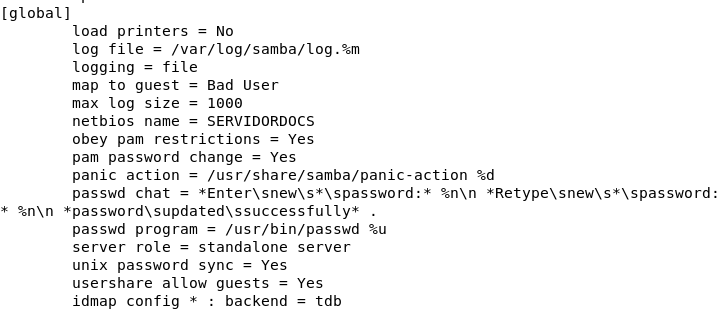 [global]
load printers = No
log file = /var/log/samba/log.%m
logging = file
map to guest = Bad User
max log size = 1000
netbios name = SERVIDORDOCS
obey pam restrictions = Yes
pam password change = Yes
panic action = /usr/share/samba/panic-action %d
passwd chat = *Enter\snew\s*\spassword:* %n\n *Retype\snew\s*\spassword:
* %n\n *password\supdated\ssuccessfully* .
passwd program = /usr/bin/passwd %u
server role = standalone server
unix password sync = Yes
usershare allow guests = Yes
idmap config * : backend = tdb